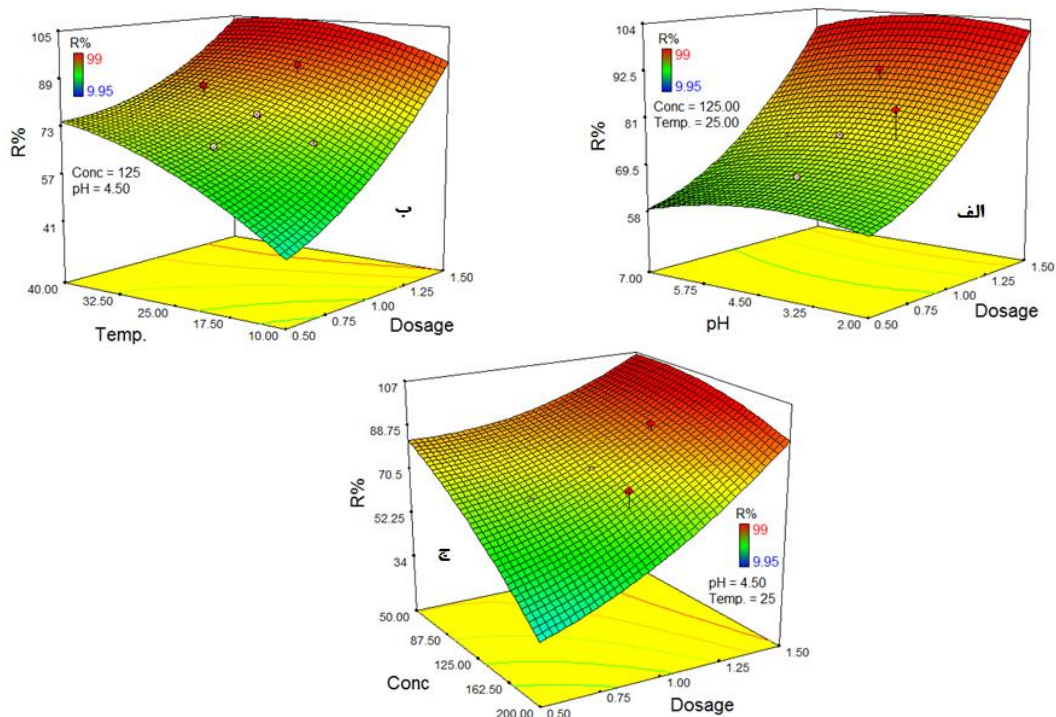 105
89
73
57
41
R%
R%
99
9.95
Conc = 125
pH = 4.50
ب
40.00
32.50
25.00
17.50
10.00
Temp.
0.50
0.75
1.00
1.25
1.50
Dosage
104
92.5
81
69.5
58
R%
R%
99
9.95
Conc = 125.00
Temp. = 25.00
الف
7.00
5.75
4.50
3.25
2.00
pH
0.50
0.75
1.00
1.25
1.50
Dosage
107
88.75
70.5
52.25
34
R%
ج
R%
99
9.95
pH = 4.50
Temp. = 25
50.00
87.50
125.00
162.50
200.00
Conc
0.50
0.75
1.00
1.25
1.50
Dosage